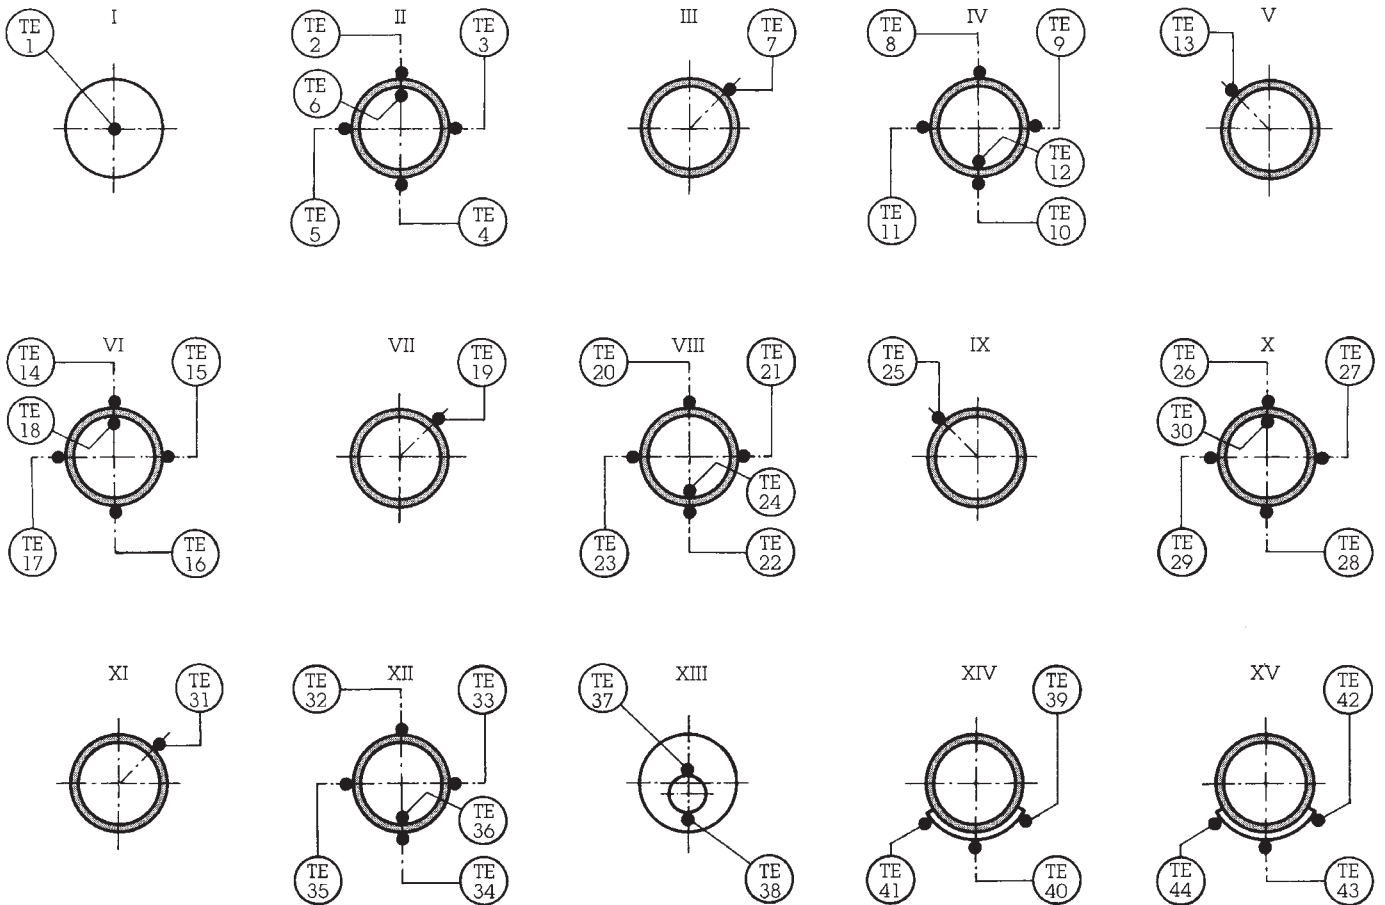 I
TE
1
II
TE
2
TE
3
TE
6
TE
5
TE
4
III
TE
7
IV
TE
8
TE
9
TE
12
TE
11
TE
10
V
TE
13
VI
TE
14
TE
15
TE
18
TE
17
TE
16
VII
TE
19
VIII
TE
20
TE
21
TE
24
TE
23
TE
22
IX
TE
25
X
TE
26
TE
27
TE
30
TE
29
TE
28
XI
TE
31
XII
TE
32
TE
33
TE
36
TE
35
TE
34
XIII
TE
37
TE
38
XIV
TE
39
TE
41
TE
40
XV
TE
42
TE
44
TE
43